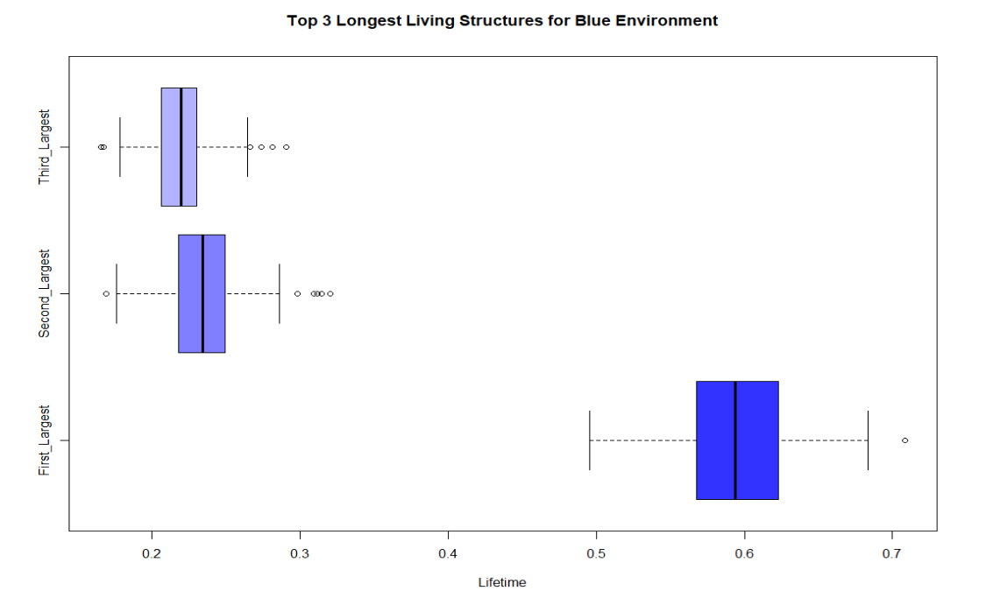 Top 3 Longest Living Structures for Blue Environment
Third_Largest
Second_Largest
First_Largest
0.2 0.3 0.4 0.5 0.6 0.7
Lifetime